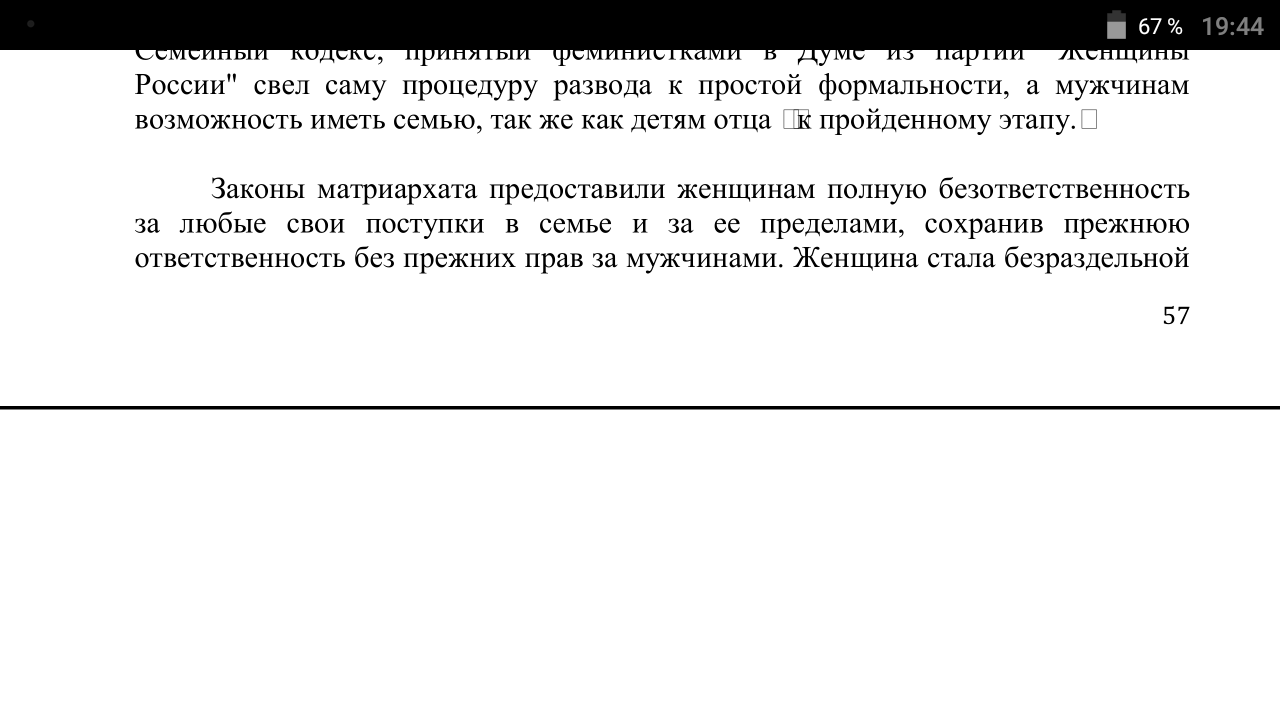 67 % 19:44
Семейный кодекс, принятый феминистками в Думе из партии "Женщины
России" свел саму процедуру развода к простой формальности, а мужчинам
возможность иметь семью, так же как детям отца к пройденному этапу.
Законы матриархата предоставили женщинам полную безответственность
за любые свои поступки в семье и за ее пределами, сохранив прежнюю
ответственность без прежних прав за мужчинами. Женщина стала безраздельной
57